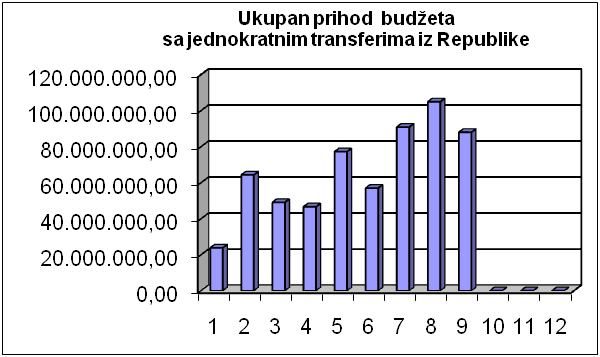 Ukupan prihod budžeta
sa jednokratnim transferima iz Republike
120.000.000,00
100.000.000,00
80.000.000,00
60.000.000,00
40.000.000,00
20.000.000,00
0,00
1 2 3 4 5 6 7 8 9 10 11 12